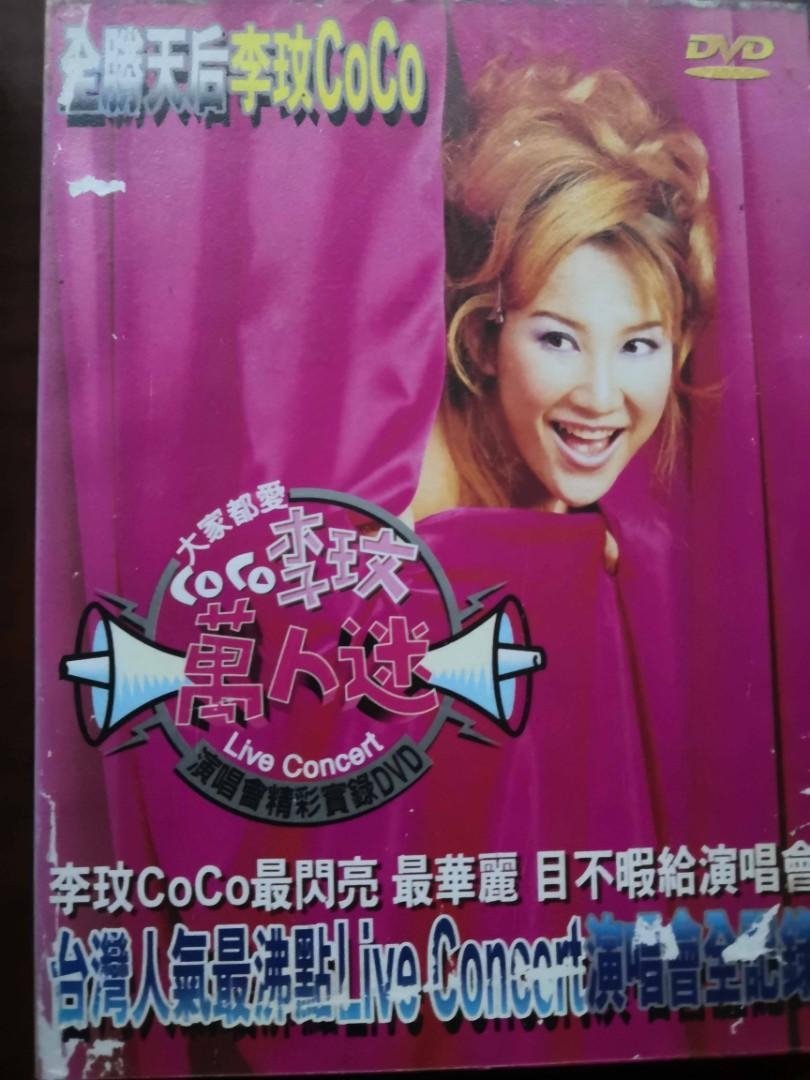 全勝天后李玟CoCo
DVD
大家都愛
CoCo李玟
萬人迷
Live Concert
演唱會精彩實錄DVD
李玟CoCo最閃亮 最華麗 目不暇給演唱會
台灣人氣最沸點Live Concert演唱會全記錄